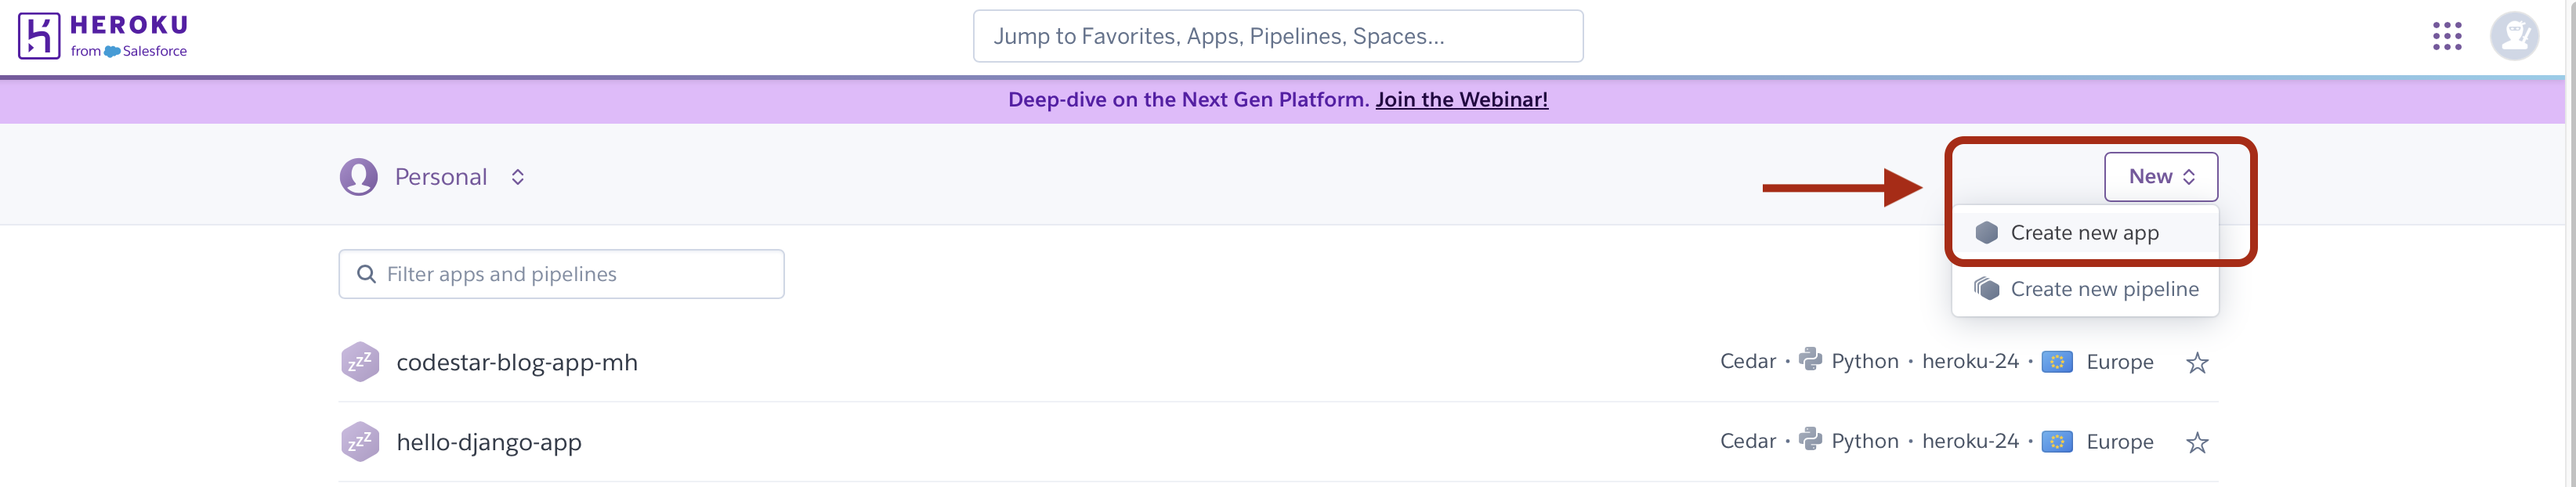 HEROKU
from Salesforce
Jump to Favorites, Apps, Pipelines, Spaces...
Deep-dive on the Next Gen Platform. Join the Webinar!
Personal
New
Create new app
Create new pipeline
Filter apps and pipelines
codestar-blog-app-mh
Cedar · Python · heroku-24 · Europe
hello-django-app
Cedar · Python · heroku-24 · Europe